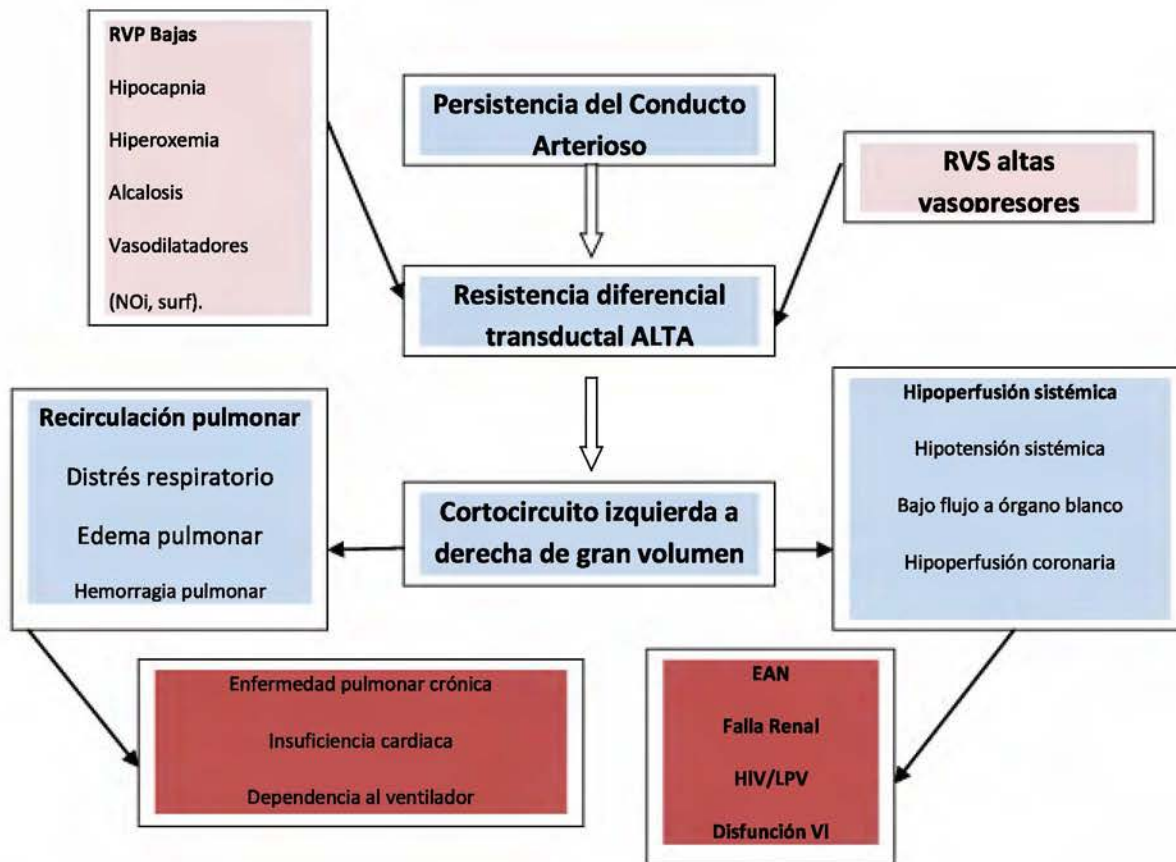 RVP Bajas
Hipocapnia
Hiperoxemia
Alcalosis
Vasodilatadores
(NOi, surf).
Persistencia del Conducto
Arterioso
RVS altas
vasopresores
Resistencia diferencial
transductal ALTA
Recirculación pulmonar
Distrés respiratorio
Edema pulmonar
Hemorragia pulmonar
Cortocircuito izquierda a
derecha de gran volumen
Hipoperfusión sistémica
Hipotensión sistémica
Bajo flujo a órgano blanco
Hipoperfusión coronaria
Enfermedad pulmonar crónica
Insuficiencia cardiaca
Dependencia al ventilador
EAN
Falla Renal
HIV/LPV
Disfunción VI